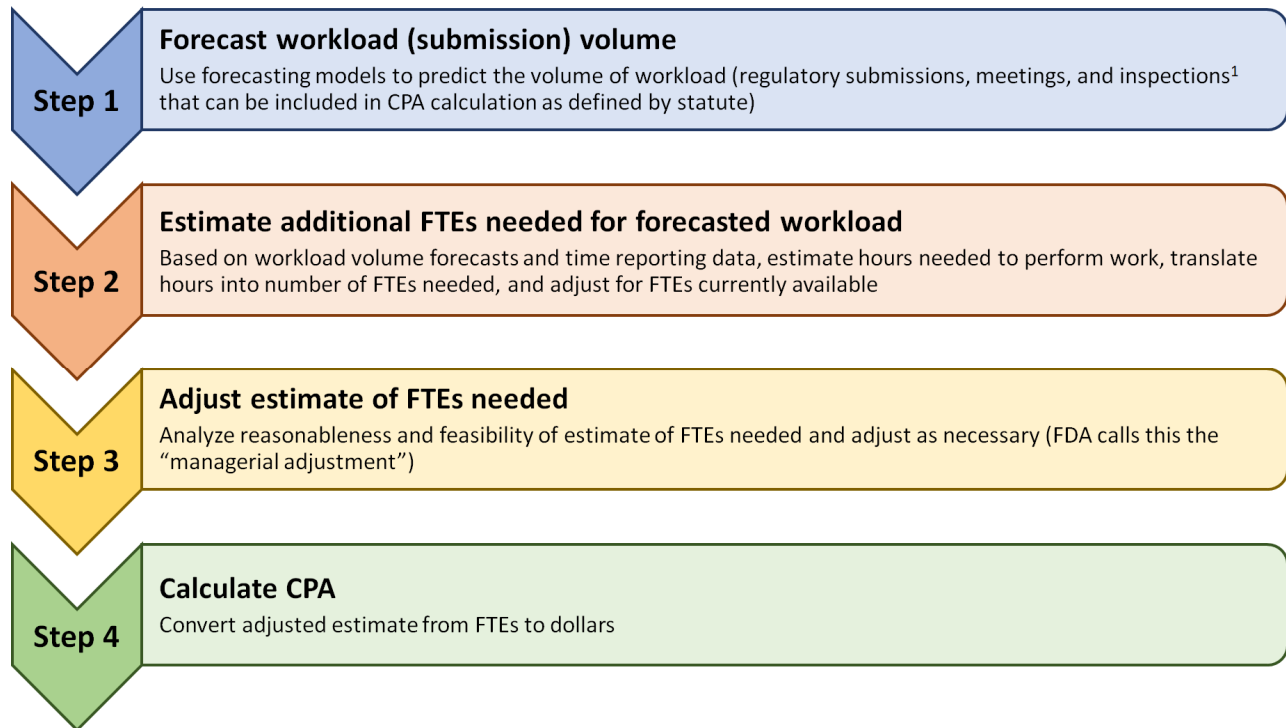 Step 1
Forecast workload (submission) volume
Use forecasting models to predict the volume of workload (regulatory submissions, meetings, and inspections¹
that can be included in CPA calculation as defined by statute)
Step 2
Estimate additional FTEs needed for forecasted workload
Based on workload volume forecasts and time reporting data, estimate hours needed to perform work, translate
hours into number of FTEs needed, and adjust for FTEs currently available
Step 3
Adjust estimate of FTEs needed
Analyze reasonableness and feasibility of estimate of FTEs needed and adjust as necessary (FDA calls this the
“managerial adjustment”)
Step 4
Calculate CPA
Convert adjusted estimate from FTEs to dollars